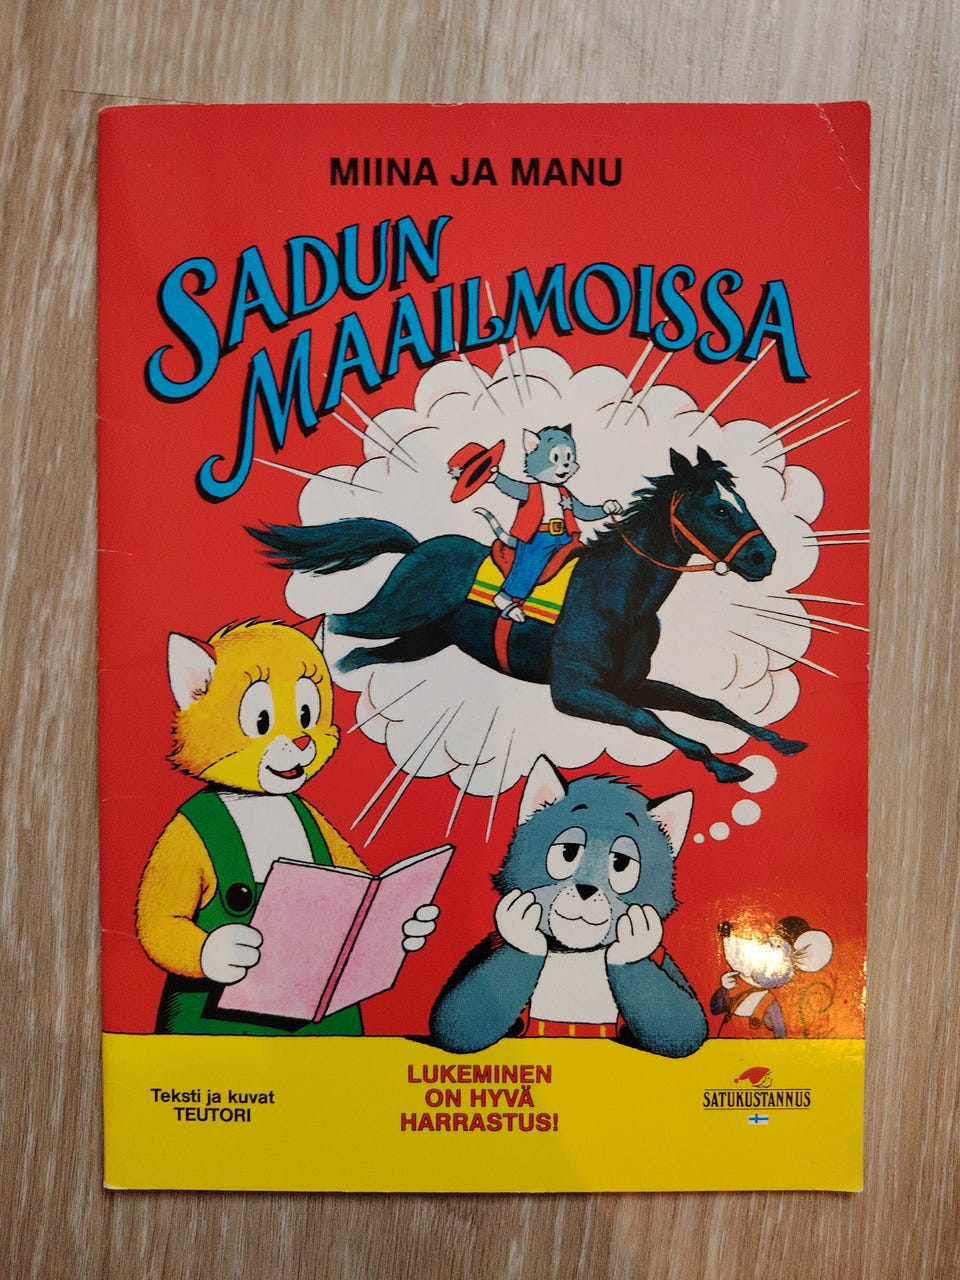 MIINA JA MANU
SADUN
MAAILMOISSA
Teksti ja kuvat
TEUTORI
LUKEMINEN
ON HYVÄ
HARRASTUS!
SATUKUSTANNUS